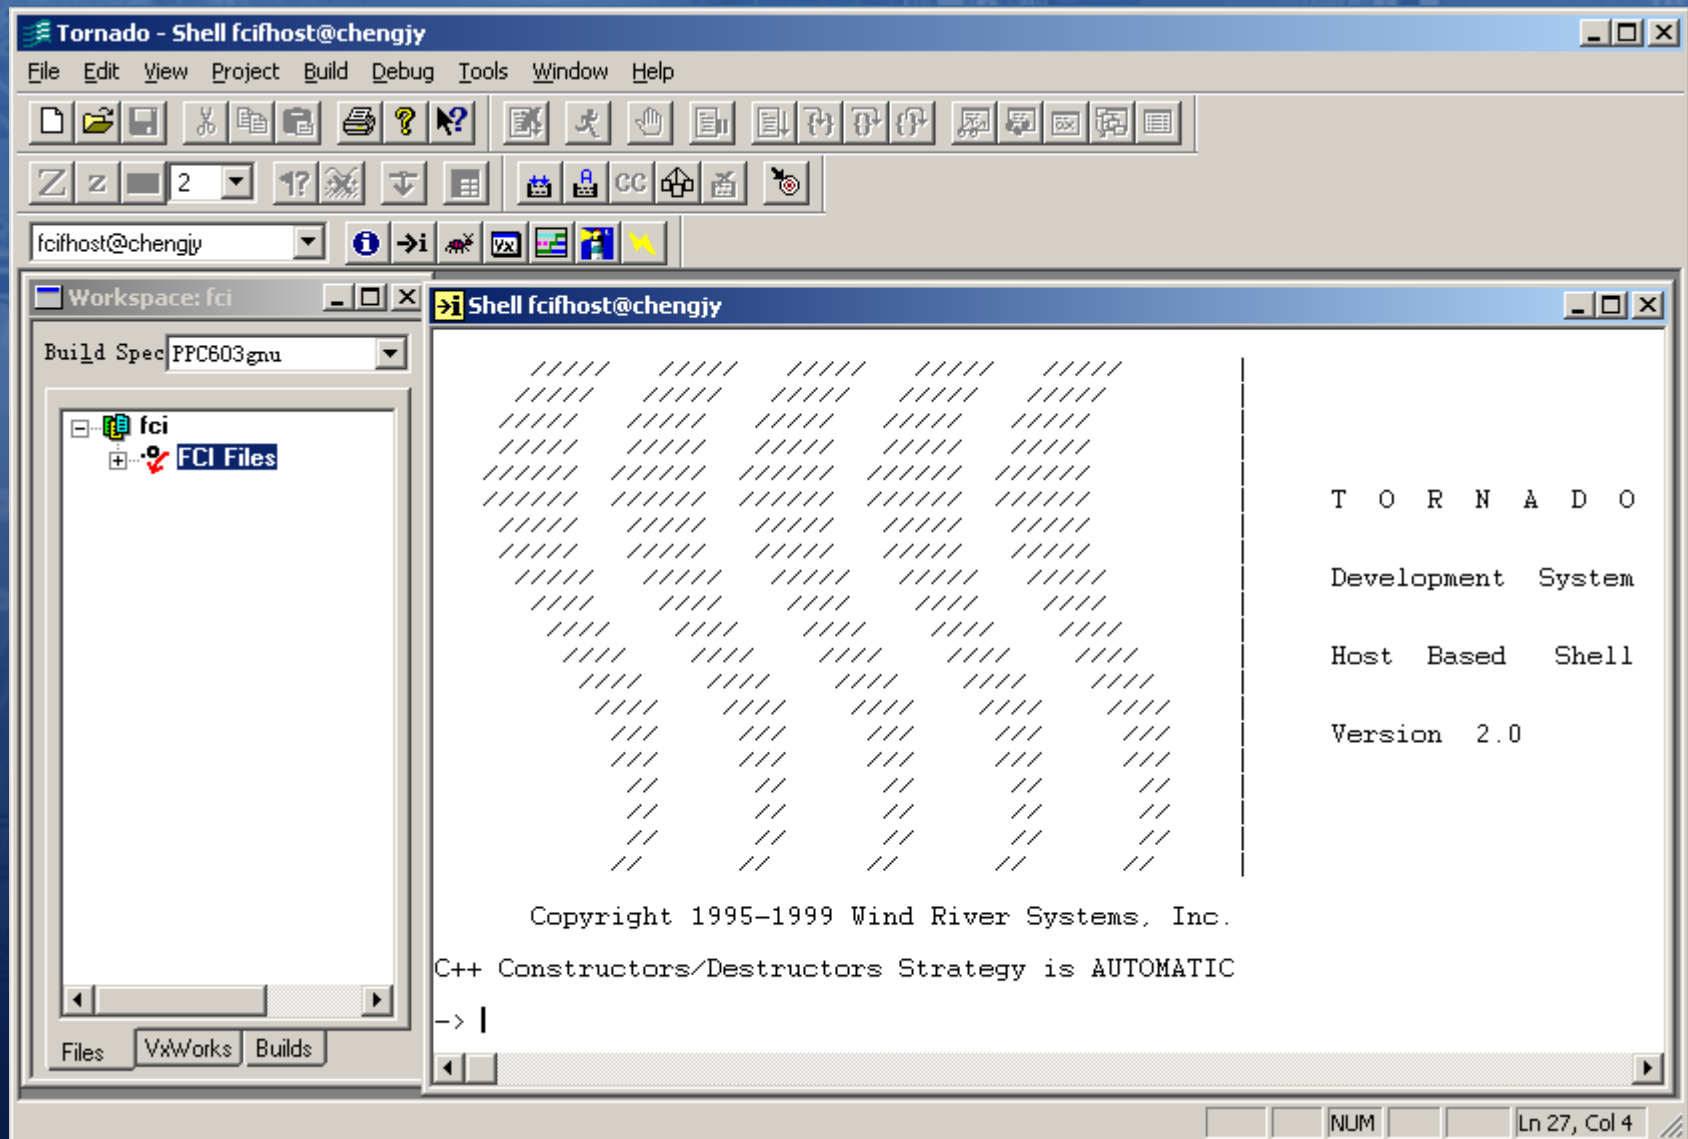 Tornado - Shell fcifhost@chengjy
File Edit View Project Build Debug Tools Window Help
2
fcifhost@chengjy
Workspace: fci
Build Spec PPC603gnu
fci
FCI Files
Files VxWorks Builds
Shell fcifhost@chengjy
///// ///// ///// ///// ///// |
///// ///// ///// ///// ///// |
///// ///// ///// ///// ///// |
///// ///// ///// ///// ///// |
////// ////// ////// ////// ////// |
////// ////// ////// ////// ////// | T O R N A D O
///// ///// ///// ///// ///// |
///// ///// ///// ///// ///// |
///// ///// ///// ///// ///// | Development System
//// //// //// //// //// |
//// //// //// //// //// |
//// //// //// //// //// | Host Based Shell
//// //// //// //// //// |
//// //// //// //// //// |
/// /// /// /// /// | Version 2.0
/// /// /// /// /// |
// // // // // |
// // // // // |
// // // // // |
// // // // // |
Copyright 1995-1999 Wind River Systems, Inc.
C++ Constructors/Destructors Strategy is AUTOMATIC
->
NUM Ln 27, Col 4